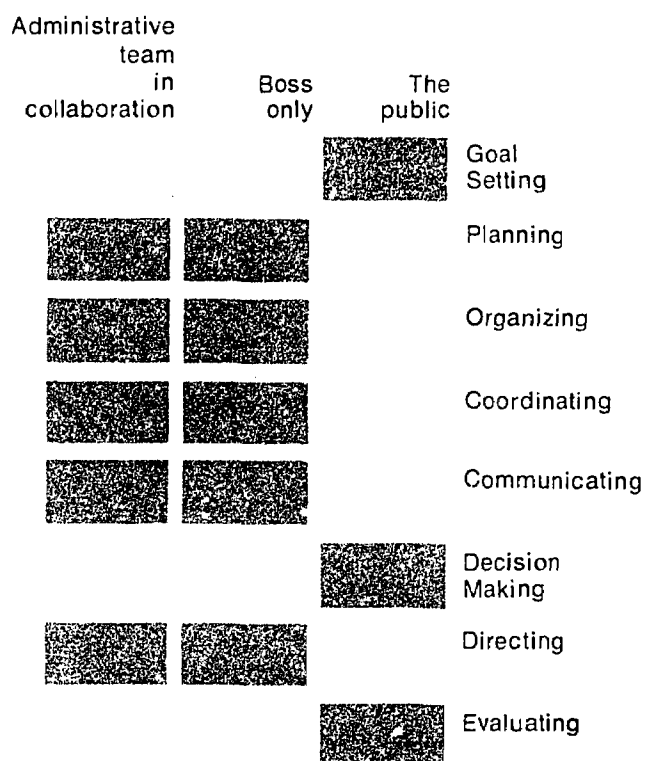 Administrative
team
in
collaboration
Boss
only
The
public
Goal
Setting
Planning
Organizing
Coordinating
Communicating
Decision
Making
Directing
Evaluating